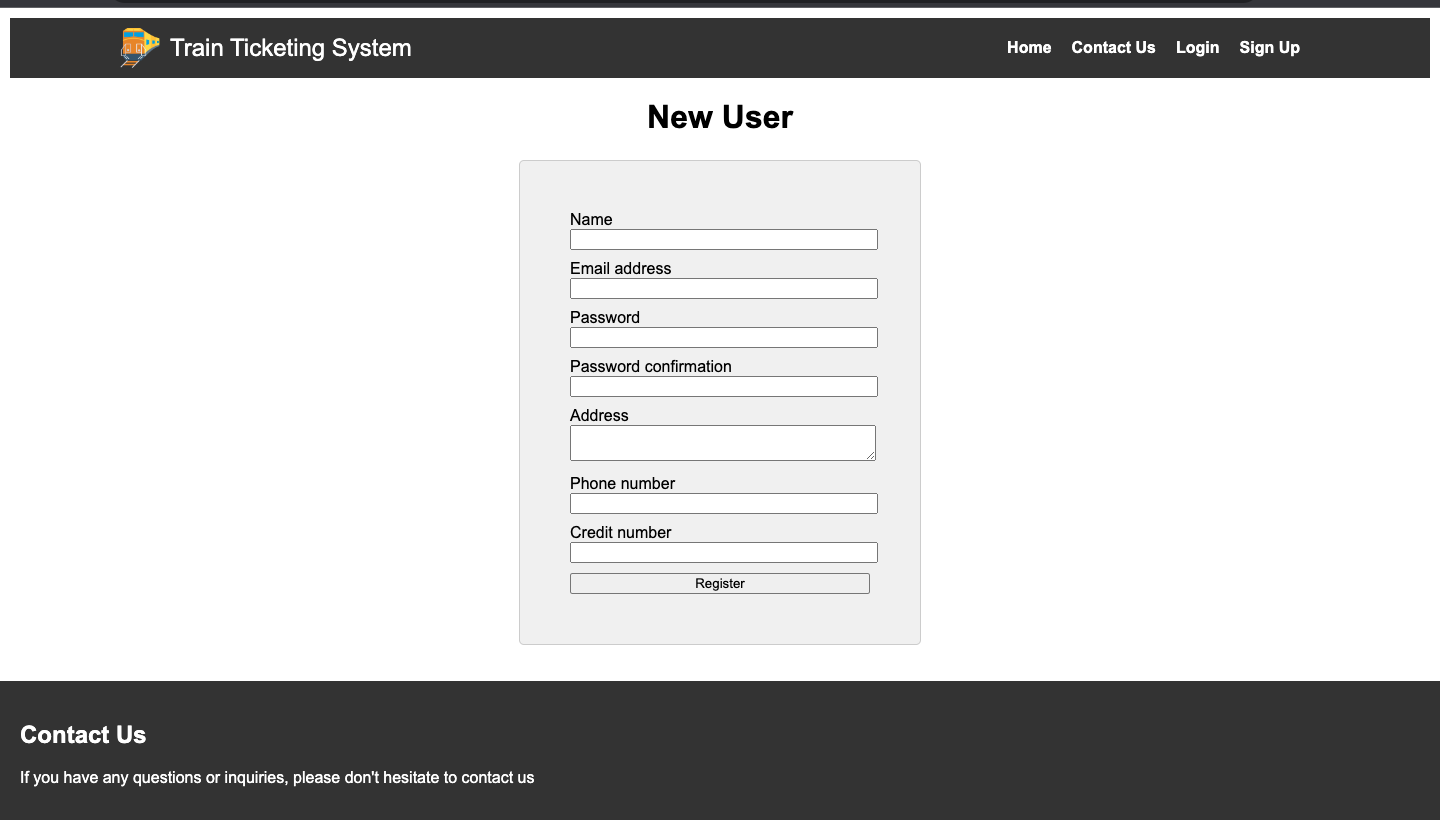 Train Ticketing System
Home Contact Us Login Sign Up
New User
Name
Email address
Password
Password confirmation
Address
Phone number
Credit number
Register
Contact Us
If you have any questions or inquiries, please don't hesitate to contact us